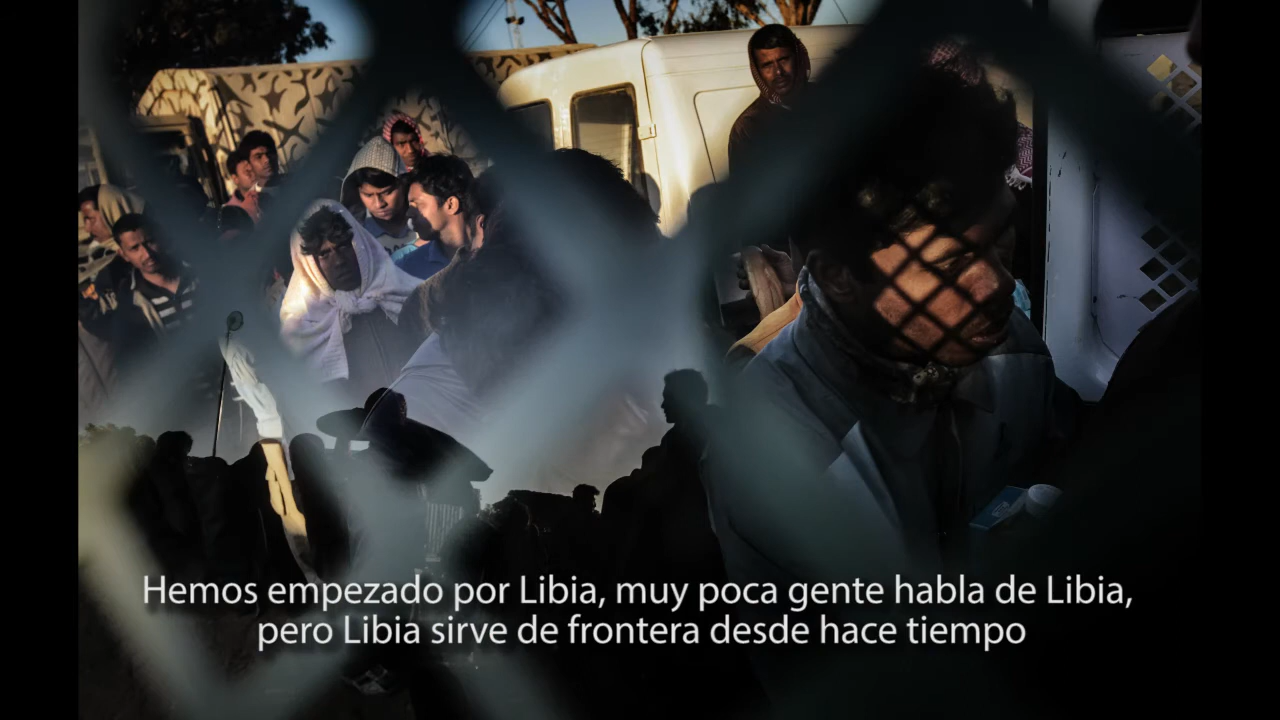 Hemos empezado por Libia, muy poca gente habla de Libia,
pero Libia sirve de frontera desde hace tiempo